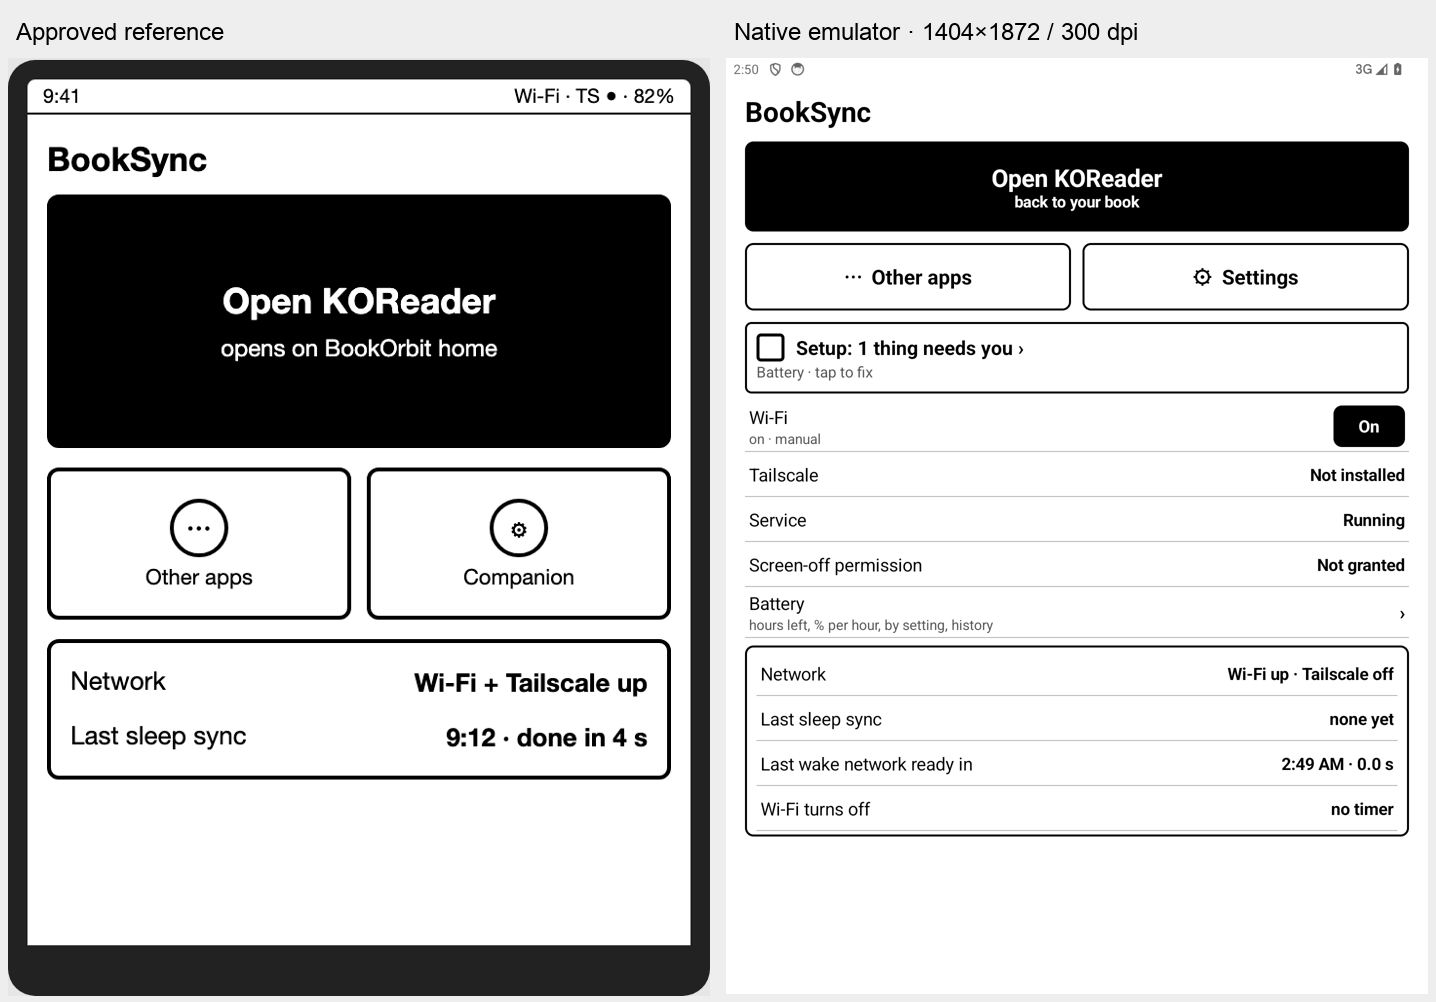 Approved reference
9:41
Wi-Fi · TS ● · 82%
BookSync
Open KOReader
opens on BookOrbit home
Other apps
Companion
Network
Wi-Fi + Tailscale up
Last sleep sync
9:12 · done in 4 s
Native emulator · 1404×1872 / 300 dpi
2:50
3G
BookSync
Open KOReader
back to your book
··· Other apps
⚙ Settings
Setup: 1 thing needs you ›
Battery · tap to fix
Wi-Fi
on · manual
On
Tailscale
Not installed
Service
Running
Screen-off permission
Not granted
Battery
hours left, % per hour, by setting, history
›
Network
Wi-Fi up · Tailscale off
Last sleep sync
none yet
Last wake network ready in
2:49 AM · 0.0 s
Wi-Fi turns off
no timer